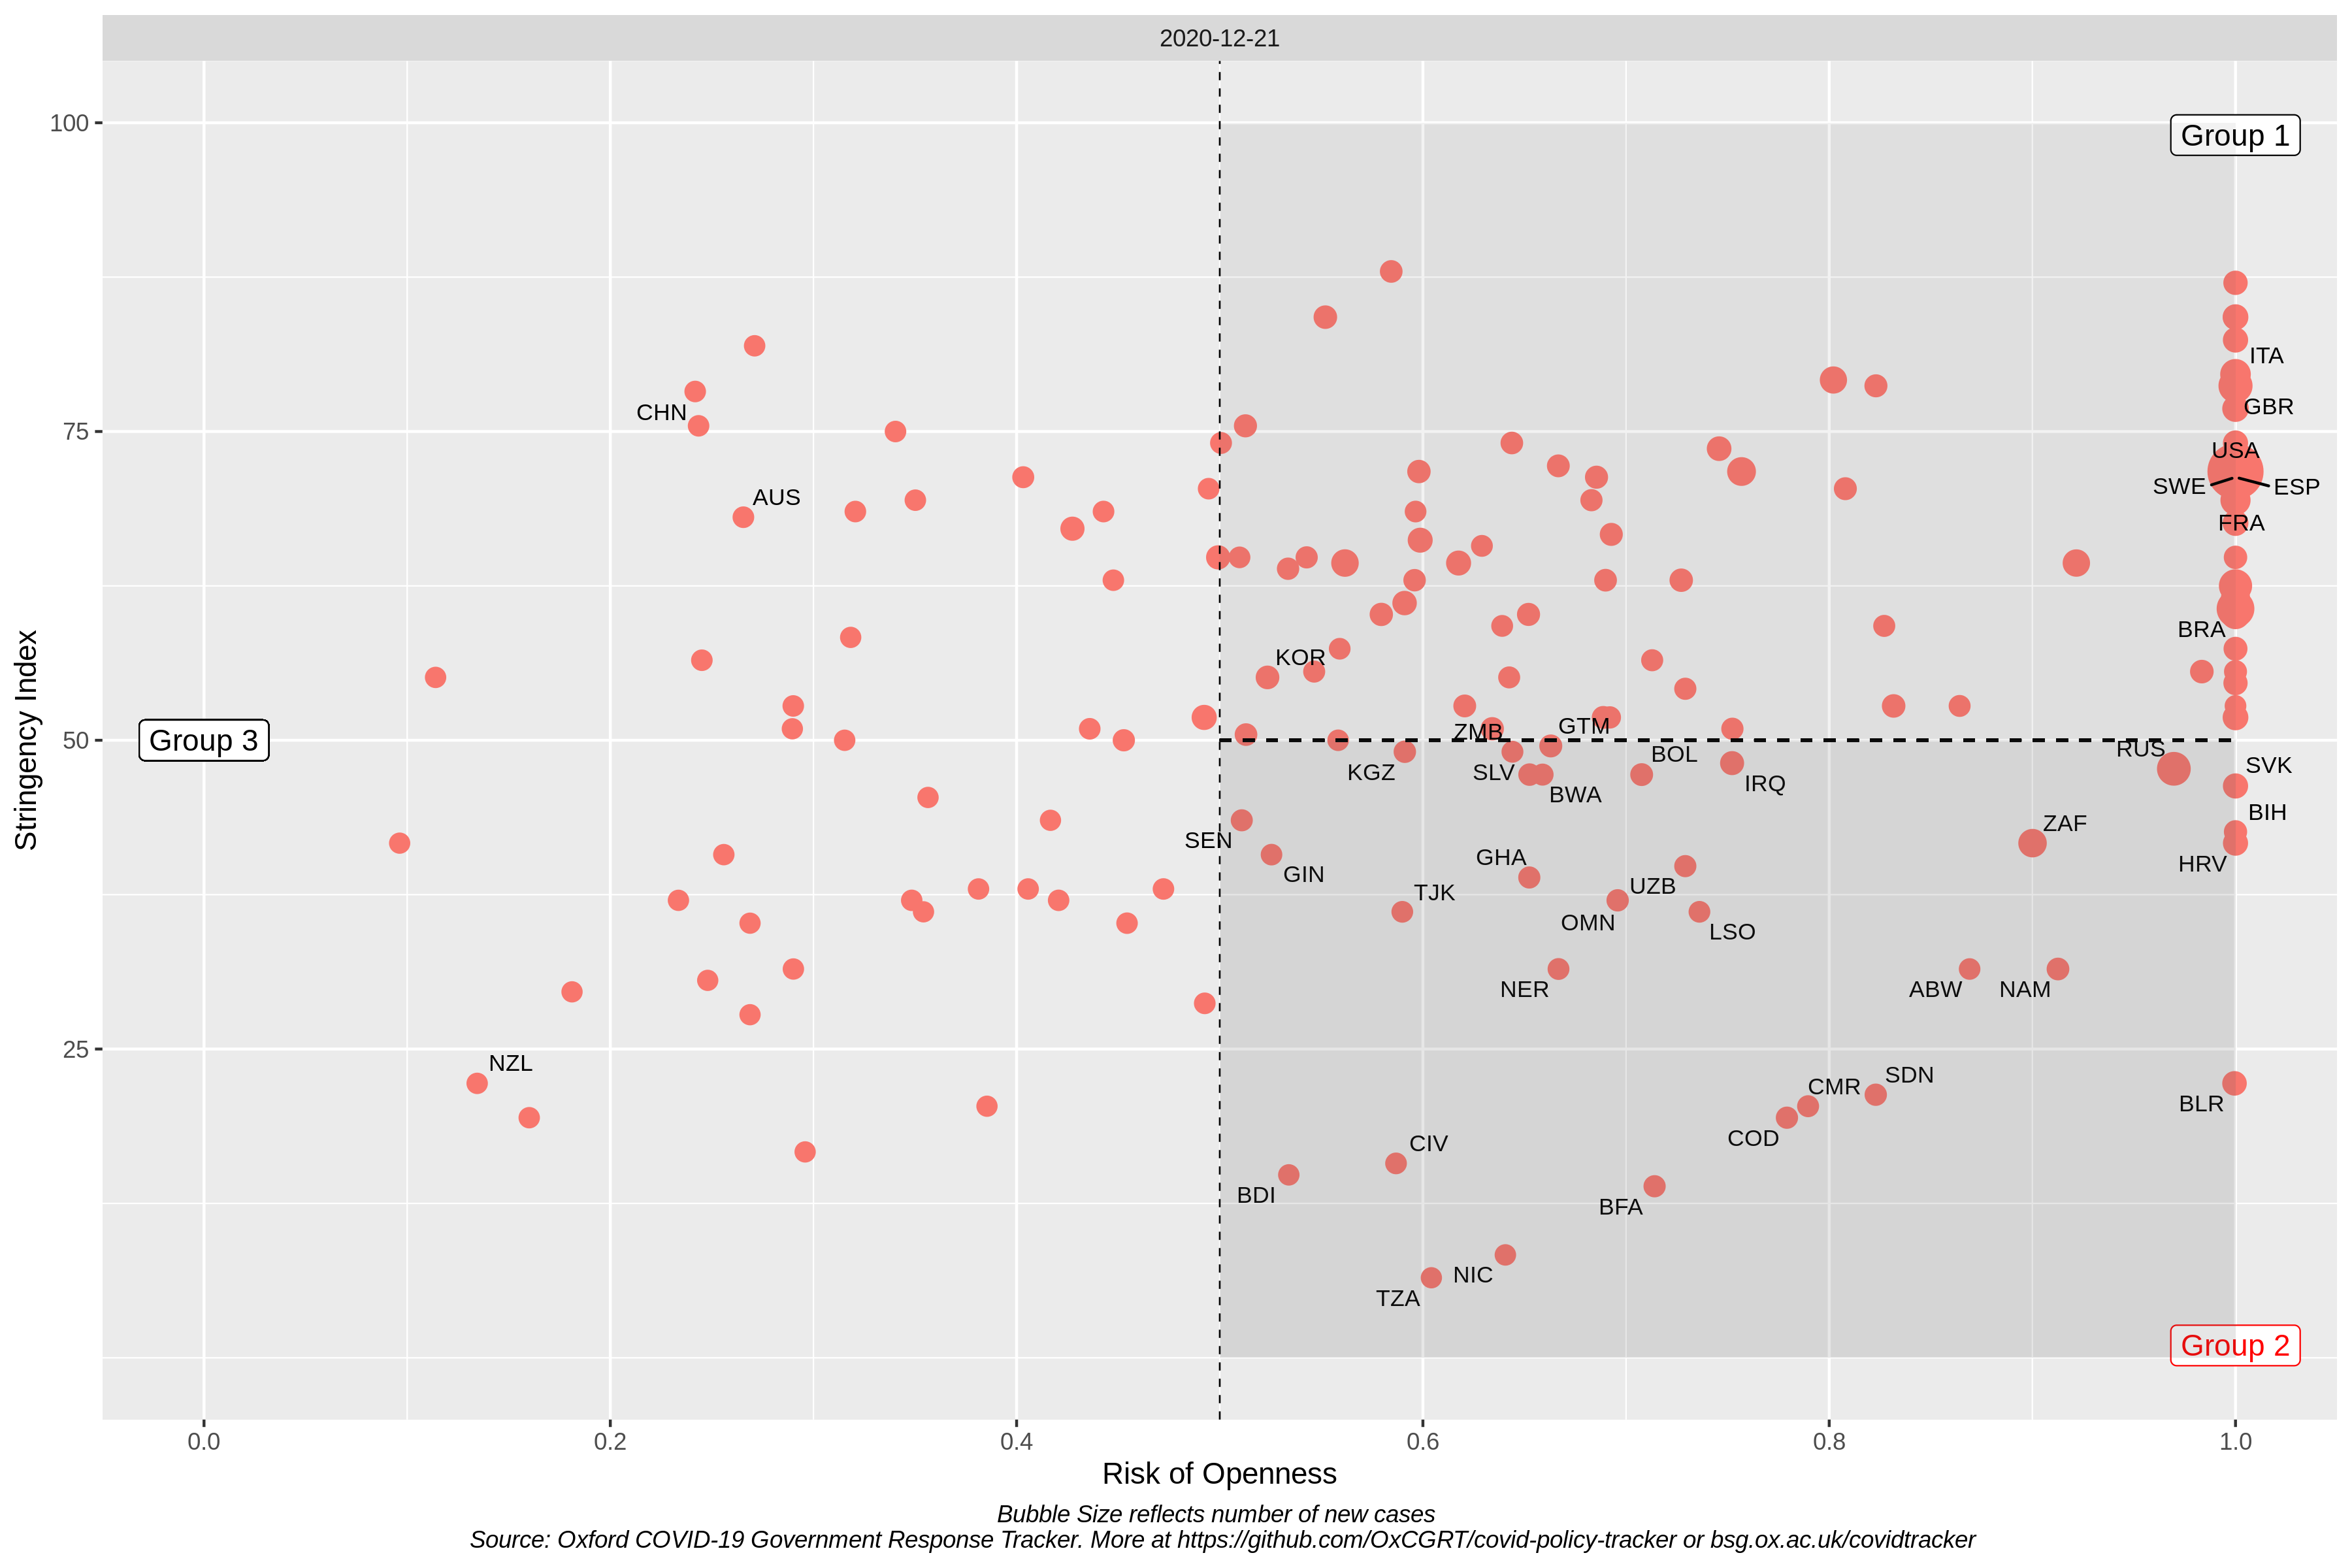 2020-12-21
100
Group 1
ITA
CHN
GBR
75
USA
AUS
SWE
ESP
FRA
BRA
KOR
Stringency Index
Group 3
50
ZMB
GTM
RUS
BOL
SVK
KGZ
SLV
IRQ
BWA
BIH
ZAF
SEN
GHA
HRV
GIN
UZB
TJK
OMN
LSO
NER
ABW
NAM
NZL
25
SDN
CMR
BLR
COD
CIV
BDI
BFA
NIC
TZA
Group 2
0.0
0.2
0.4
0.6
0.8
1.0
Risk of Openness
Bubble Size reflects number of new cases
Source: Oxford COVID-19 Government Response Tracker. More at https://github.com/OxCGRT/covid-policy-tracker or bsg.ox.ac.uk/covidtracker